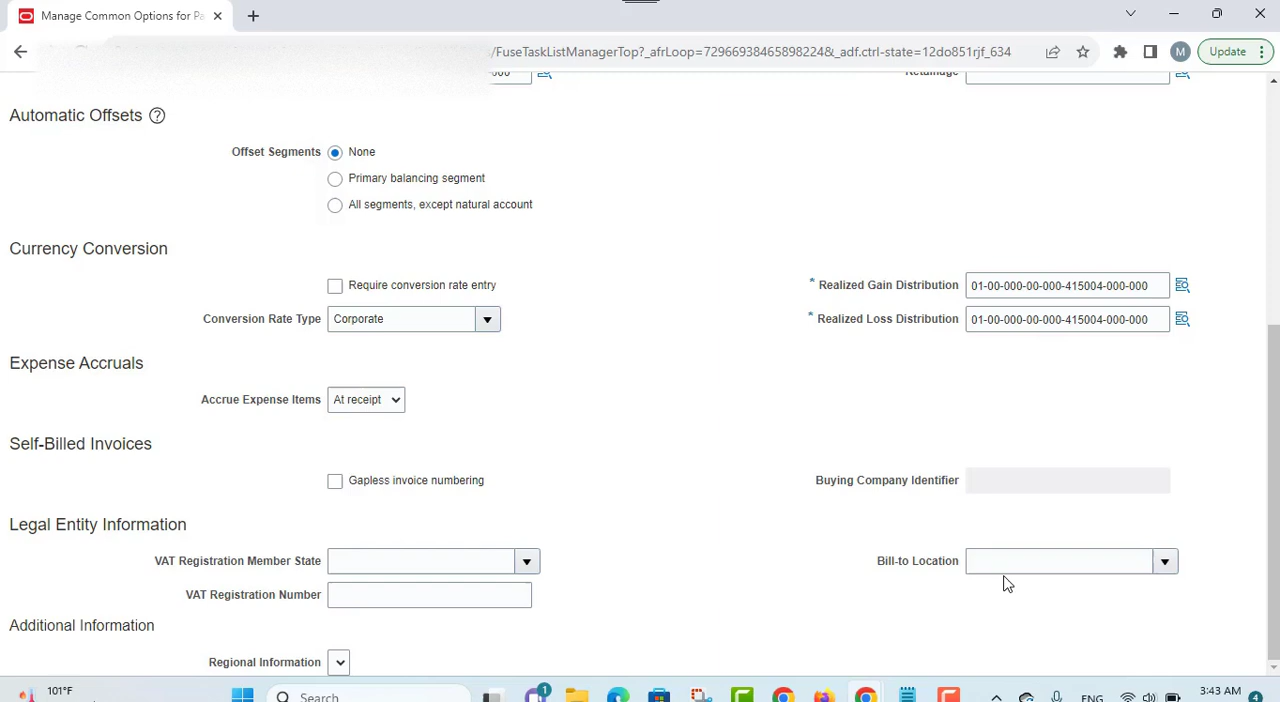 Manage Common Options for Pa
/FuseTaskListManagerTop?_afrLoop=72966938465898224&_adf.ctrl-state=12do851rjf_634
M
Update
Retainage
Automatic Offsets ?
Offset Segments None
Primary balancing segment
All segments, except natural account
Currency Conversion
Require conversion rate entry * Realized Gain Distribution 01-00-000-00-000-415004-000-000
Conversion Rate Type Corporate * Realized Loss Distribution 01-00-000-00-000-415004-000-000
Expense Accruals
Accrue Expense Items At receipt
Self-Billed Invoices
Gapless invoice numbering Buying Company Identifier
Legal Entity Information
VAT Registration Member State Bill-to Location
VAT Registration Number
Additional Information
Regional Information
101°F Search 1 ENG 3:43 AM 4